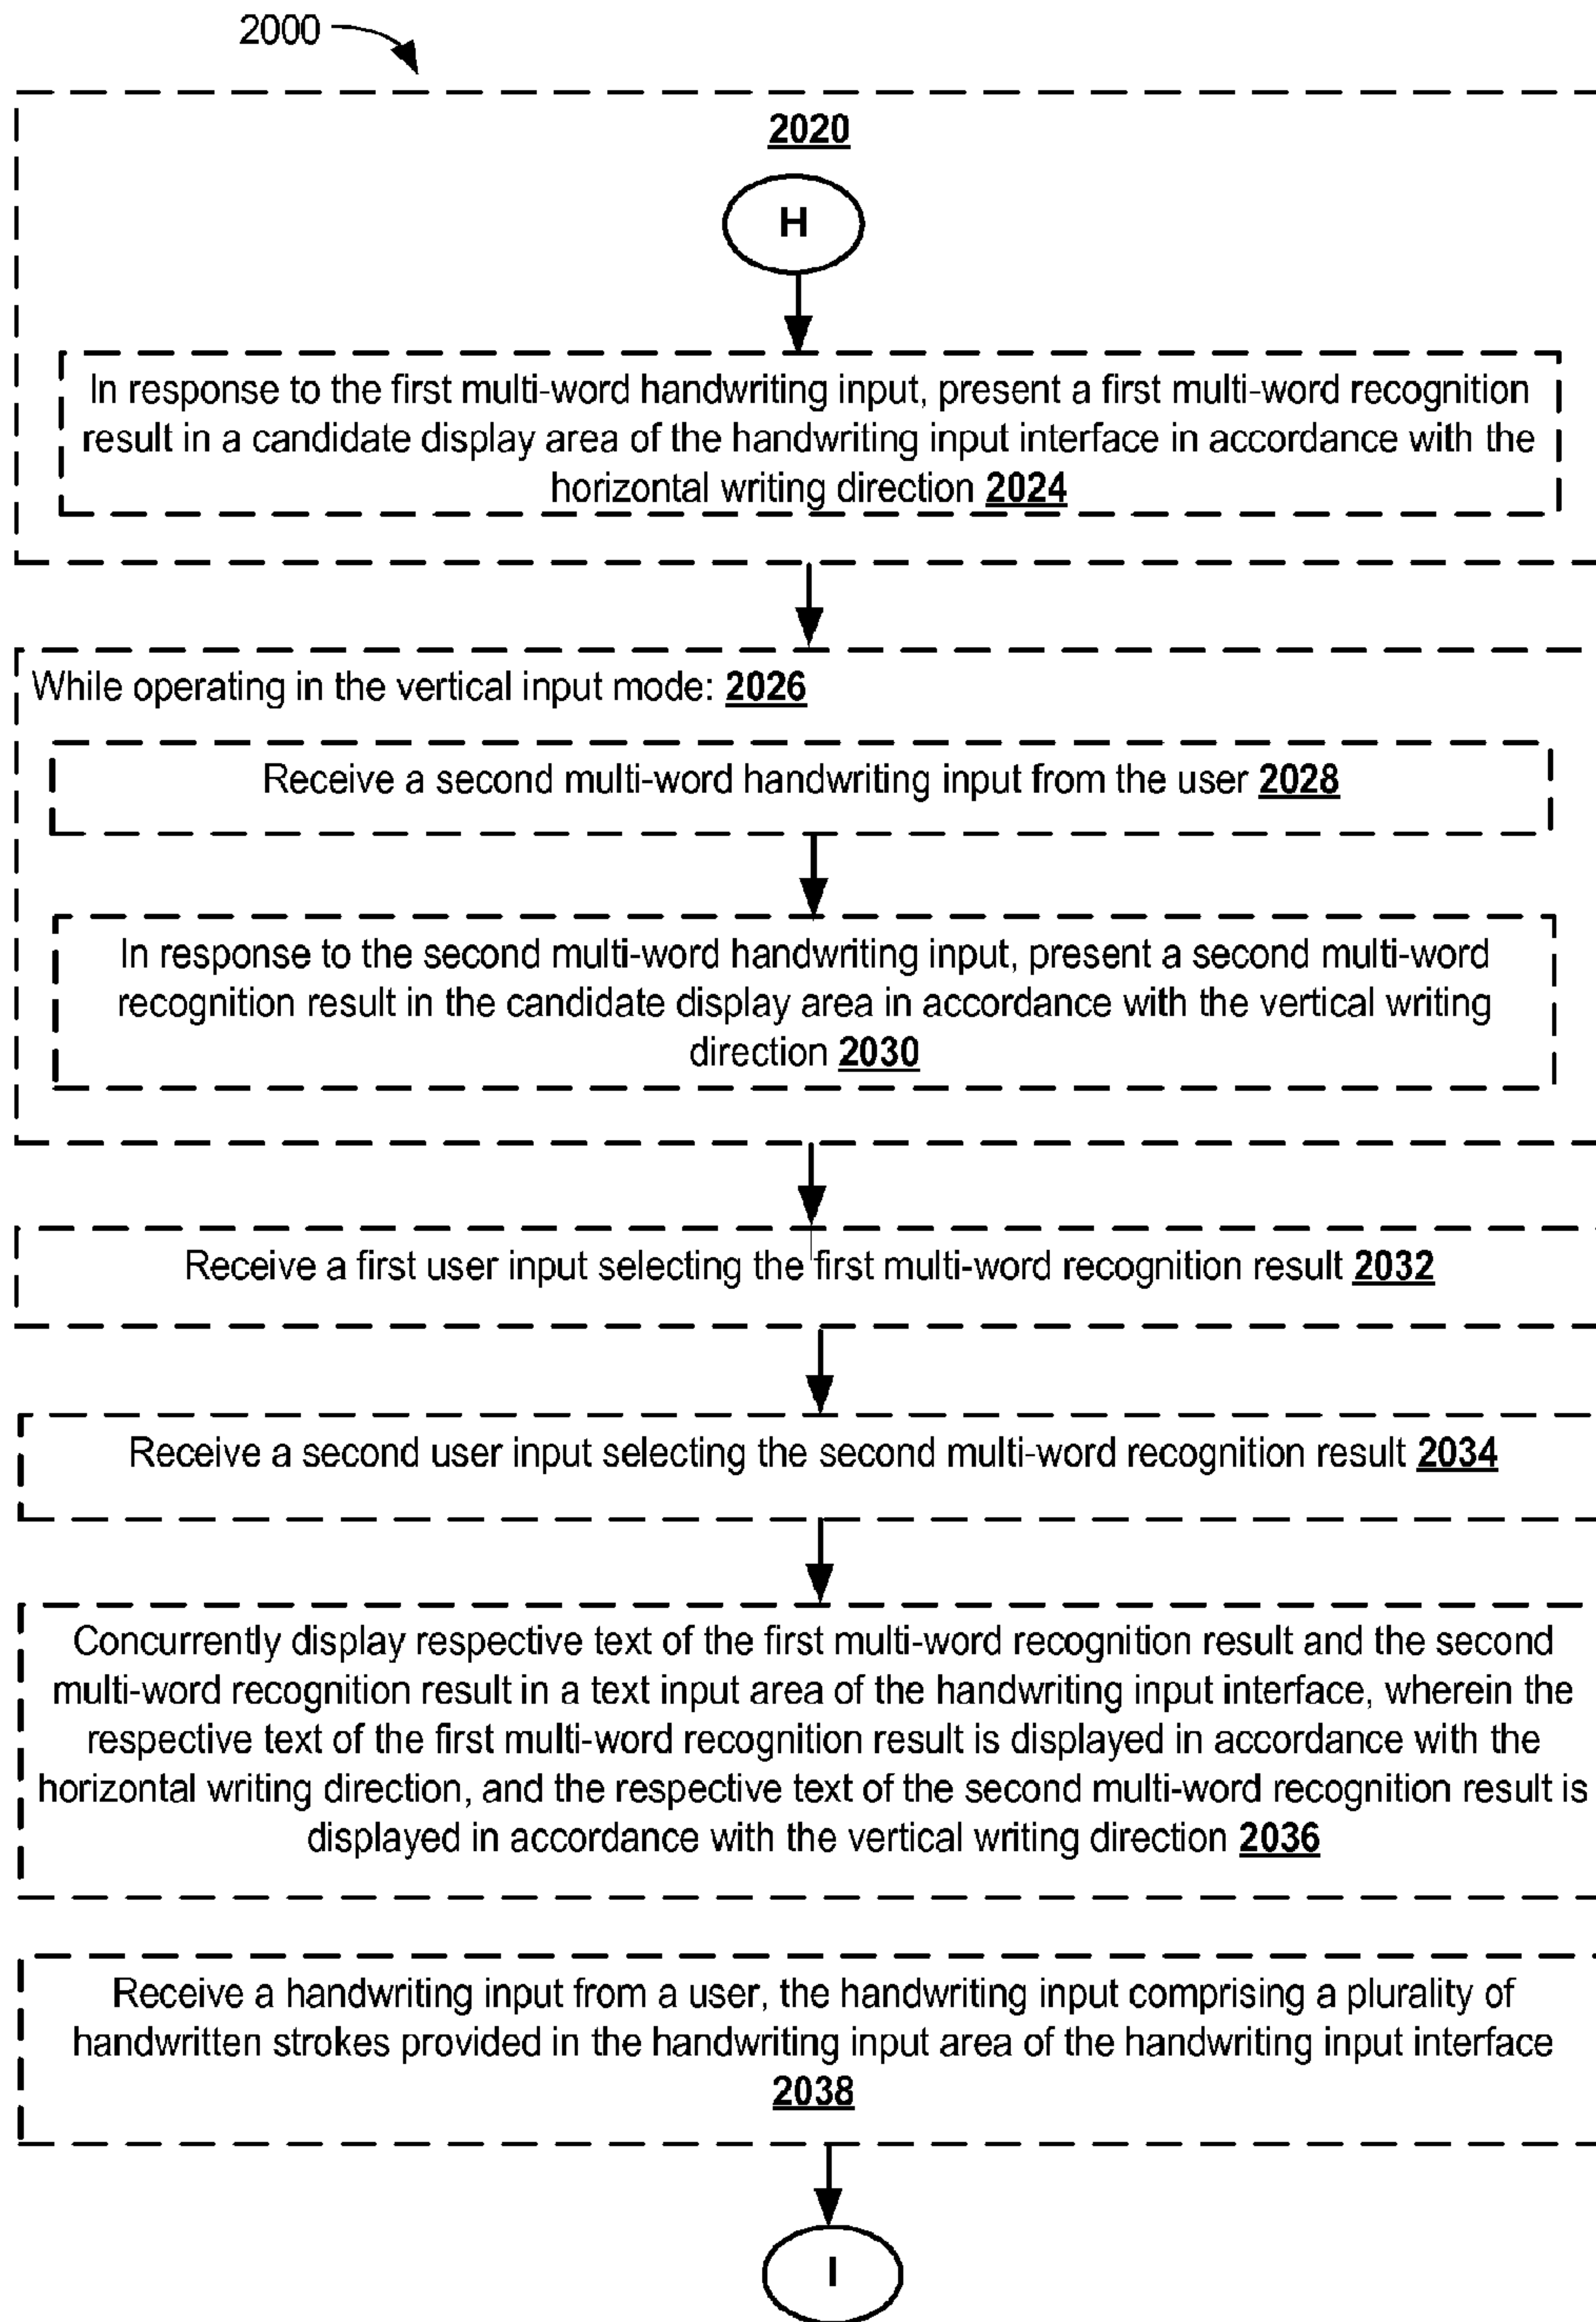 2000
2020
H
In response to the first multi-word handwriting input, present a first multi-word recognition
result in a candidate display area of the handwriting input interface in accordance with the
horizontal writing direction 2024
While operating in the vertical input mode: 2026
Receive a second multi-word handwriting input from the user 2028
In response to the second multi-word handwriting input, present a second multi-word
recognition result in the candidate display area in accordance with the vertical writing
direction 2030
Receive a first user input selecting the first multi-word recognition result 2032
Receive a second user input selecting the second multi-word recognition result 2034
Concurrently display respective text of the first multi-word recognition result and the second
multi-word recognition result in a text input area of the handwriting input interface, wherein the
respective text of the first multi-word recognition result is displayed in accordance with the
horizontal writing direction, and the respective text of the second multi-word recognition result is
displayed in accordance with the vertical writing direction 2036
Receive a handwriting input from a user, the handwriting input comprising a plurality of
handwritten strokes provided in the handwriting input area of the handwriting input interface
2038
I